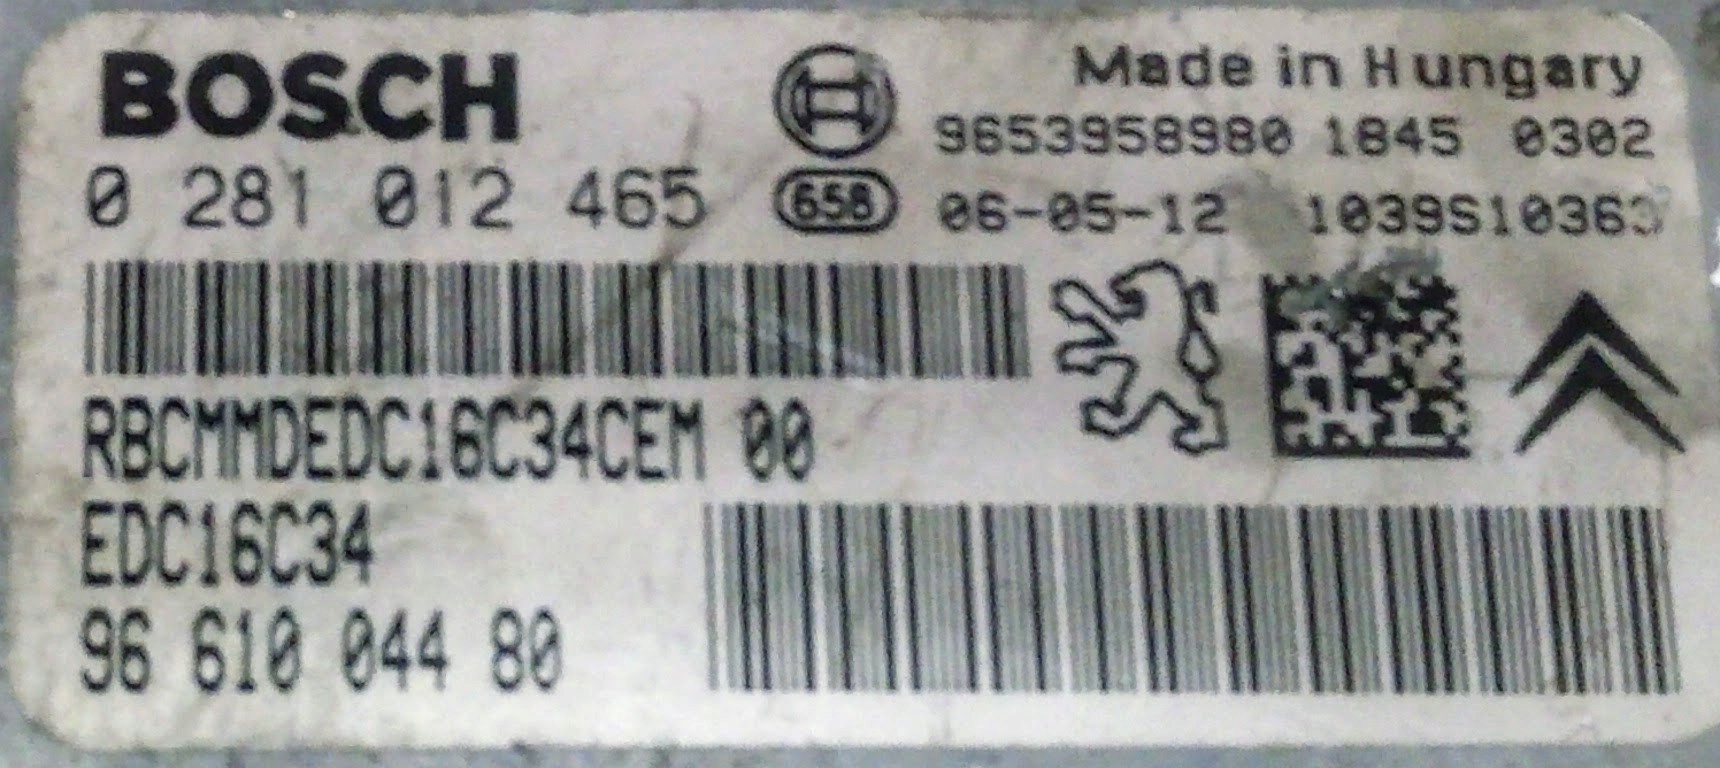 BOSCH
Made in Hungary
9653958980 1845 0302
0 281 012 465
658
06-05-12 1039S10363
RBCMMDEDC16C34CEM 00
EDC16C34
96 610 044 80